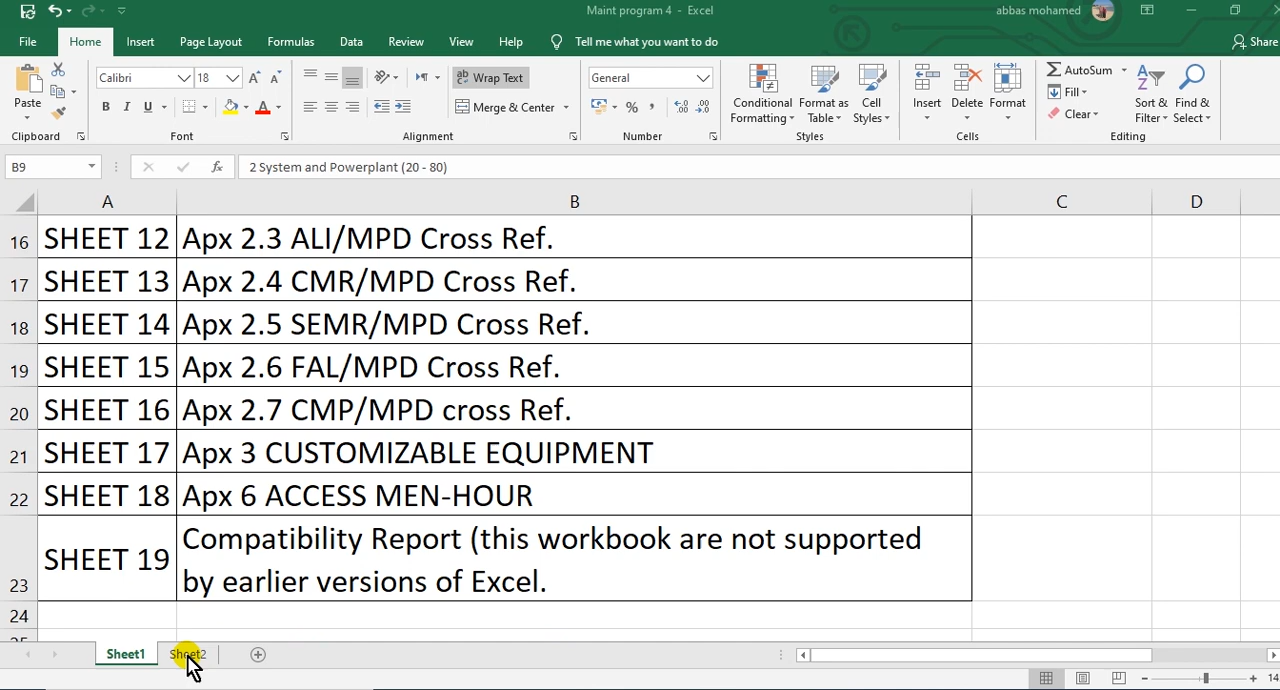 Maint program 4 - Excel
abbas mohamed
File Home Insert Page Layout Formulas Data Review View Help Tell me what you want to do Share
Paste
Calibri 18
Wrap Text
General
AutoSum
B I U
Merge & Center
Conditional Formatting
Format as Table
Cell Styles
Insert Delete Format
Fill
Clear
Sort & Filter
Find & Select
Clipboard Font Alignment Number Styles Cells Editing
B9 fx 2 System and Powerplant (20 - 80)
A B C D
16 SHEET 12 Apx 2.3 ALI/MPD Cross Ref.
17 SHEET 13 Apx 2.4 CMR/MPD Cross Ref.
18 SHEET 14 Apx 2.5 SEMR/MPD Cross Ref.
19 SHEET 15 Apx 2.6 FAL/MPD Cross Ref.
20 SHEET 16 Apx 2.7 CMP/MPD cross Ref.
21 SHEET 17 Apx 3 CUSTOMIZABLE EQUIPMENT
22 SHEET 18 Apx 6 ACCESS MEN-HOUR
23 SHEET 19 Compatibility Report (this workbook are not supported
by earlier versions of Excel.
24
Sheet1 Sheet2
14